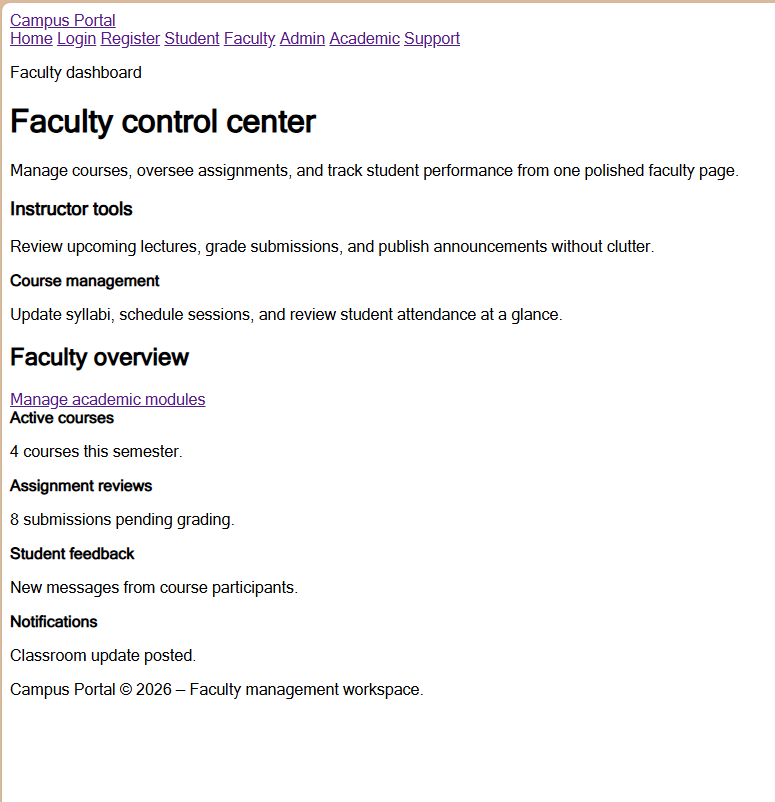 Campus Portal
Home Login Register Student Faculty Admin Academic Support
Faculty dashboard
Faculty control center
Manage courses, oversee assignments, and track student performance from one polished faculty page.
Instructor tools
Review upcoming lectures, grade submissions, and publish announcements without clutter.
Course management
Update syllabi, schedule sessions, and review student attendance at a glance.
Faculty overview
Manage academic modules
Active courses
4 courses this semester.
Assignment reviews
8 submissions pending grading.
Student feedback
New messages from course participants.
Notifications
Classroom update posted.
Campus Portal © 2026 – Faculty management workspace.